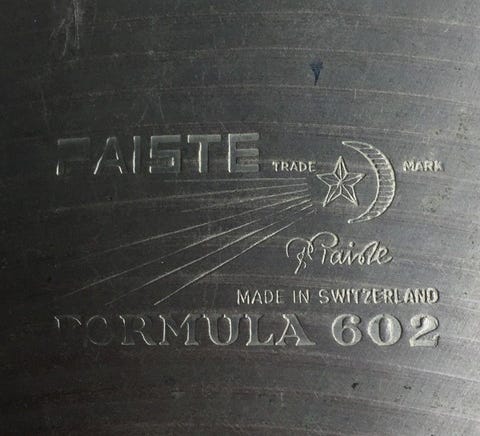 PAISTE TRADE MARK
R Paiste
MADE IN SWITZERLAND
FORMULA 602